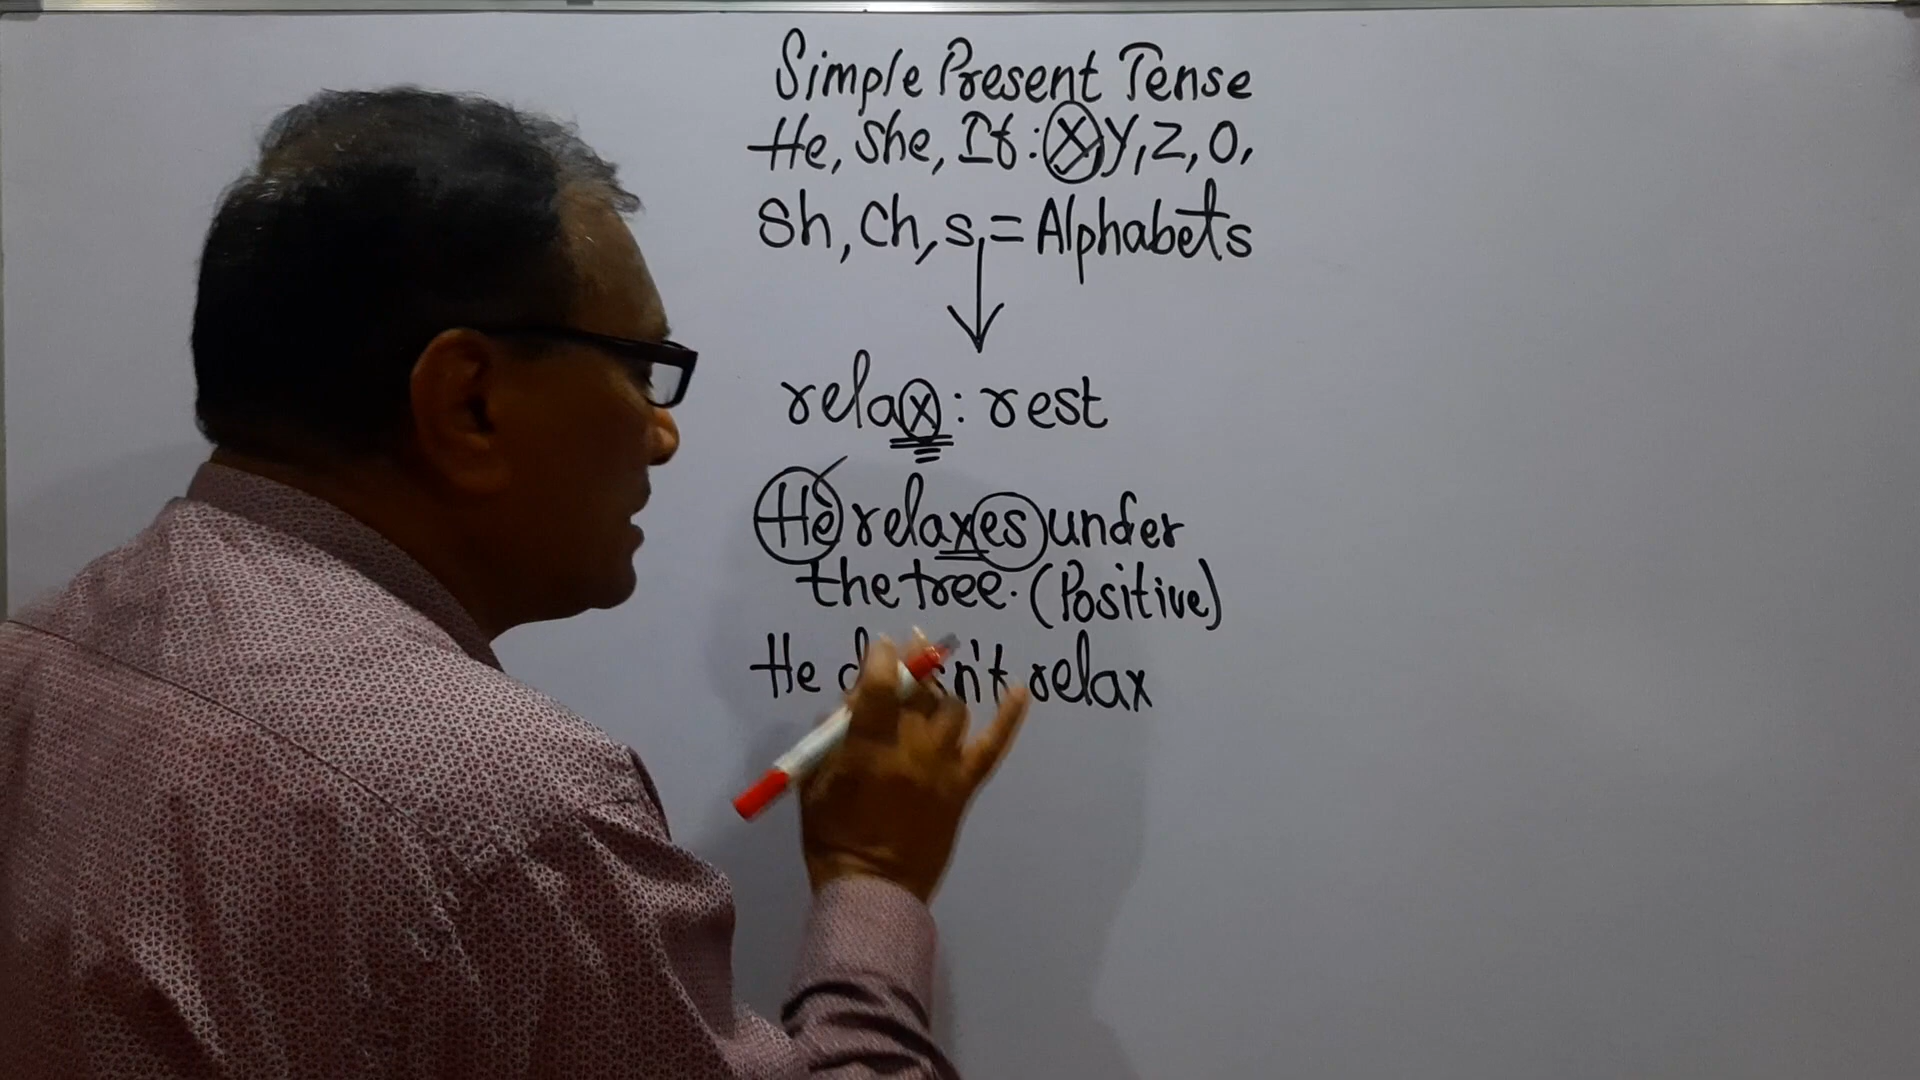 Simple Present Tense
He, She, It : X, Y, Z, O,
Sh, Ch, S, = Alphabets
relax : rest
He relaxes under
the tree. (Positive)
He relax